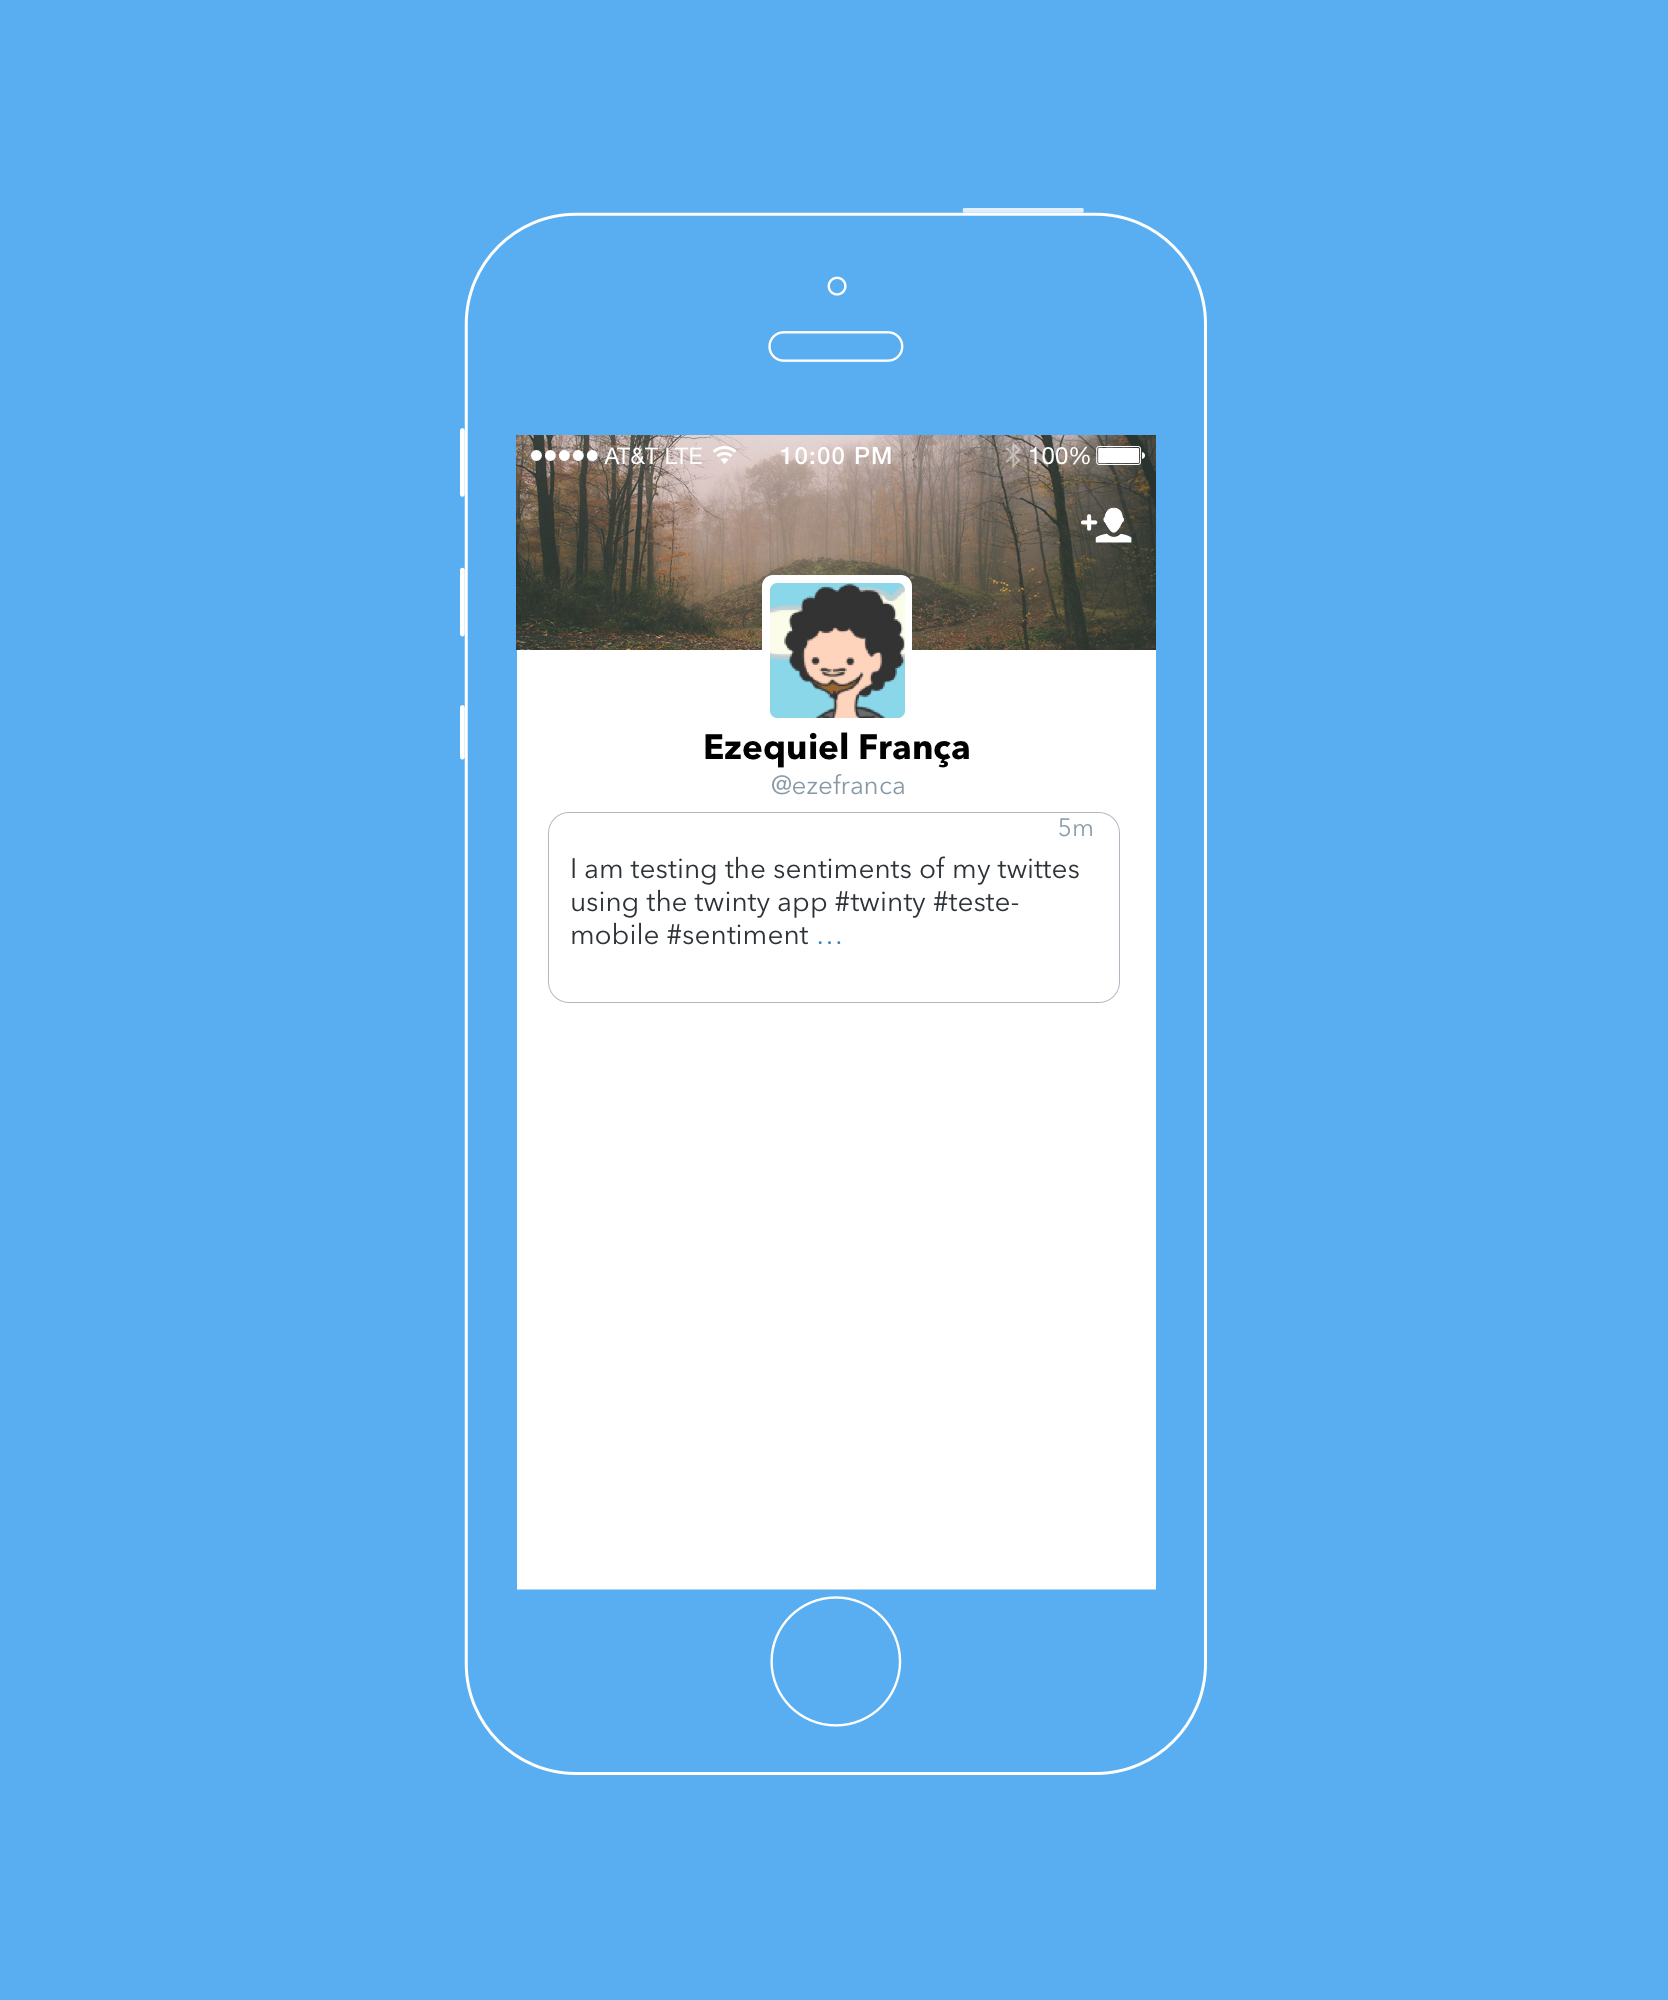 AT&T LTE 10:00 PM 100%
Ezequiel França
@ezefranca
5m
I am testing the sentiments of my twittes
using the twinty app #twinty #teste-
mobile #sentiment ...